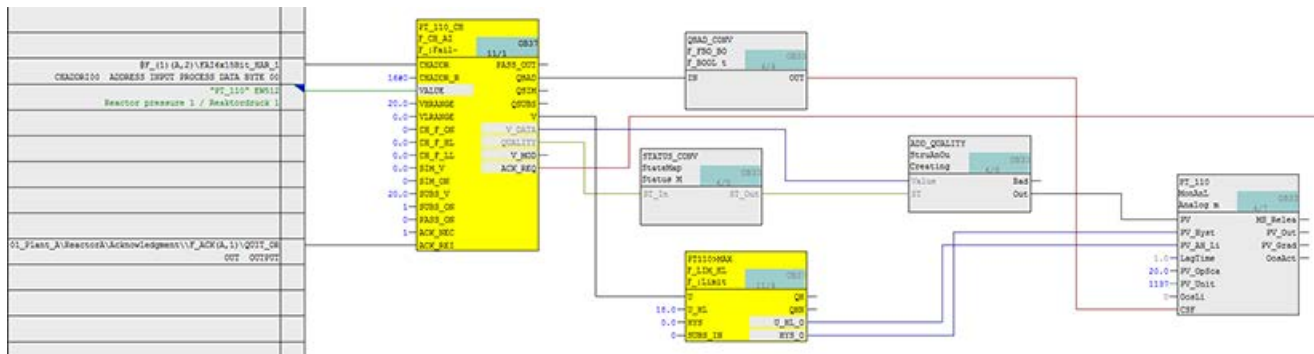 @F_(1)(A,2)\FAI6x15Bit_HAR_1
CHADDRI00 ADDRESS INPUT PROCESS DATA BYTE 00
"PT_110" EW512
Reactor pressure 1 / Reaktordruck 1
01_Plant_A\ReactorA\Acknowledgment\\F_ACK(A,1)\QUIT_OR
OUT OUTPUT
PT_110_CH
F_CH_AI
F_:Fail-
OB37
11/1
CHADDR PASS_OUT
16#0 CHADDR_R QBAD
VALUE QSIM
20.0 VHRANGE QSUBS
0.0 VLRANGE V
0 CH_F_ON V_DATA
0.0 CH_F_HL QUALITY
0.0 CH_F_LL V_MOD
0.0 SIM_V ACK_REQ
0 SIM_ON
20.0 SUBS_V
1 SUBS_ON
0 PASS_ON
1 ACK_NEC
ACK_REI
QBAD_CONV
F_FBO_BO
F_BOOL t
IN OUT
STATUS_CONV
StateMap
Status M
ST_In ST_Out
PT110>MAX
F_LIM_HL
F_:Limit
U QH
18.0 U_HL QHN
0.0 HYS U_HL_O
0 SUBS_IN HYS_O
ADD_QUALITY
StruAnOu
Creating
Value Bad
ST Out
PT_110
MonAnL
Analog m
PV MS_Relea
PV_Hyst PV_Out
PV_AH_Li PV_Grad
1.0 LagTime OosAct
20.0 PV_OpSca
1137 PV_Unit
OosLi
CSF